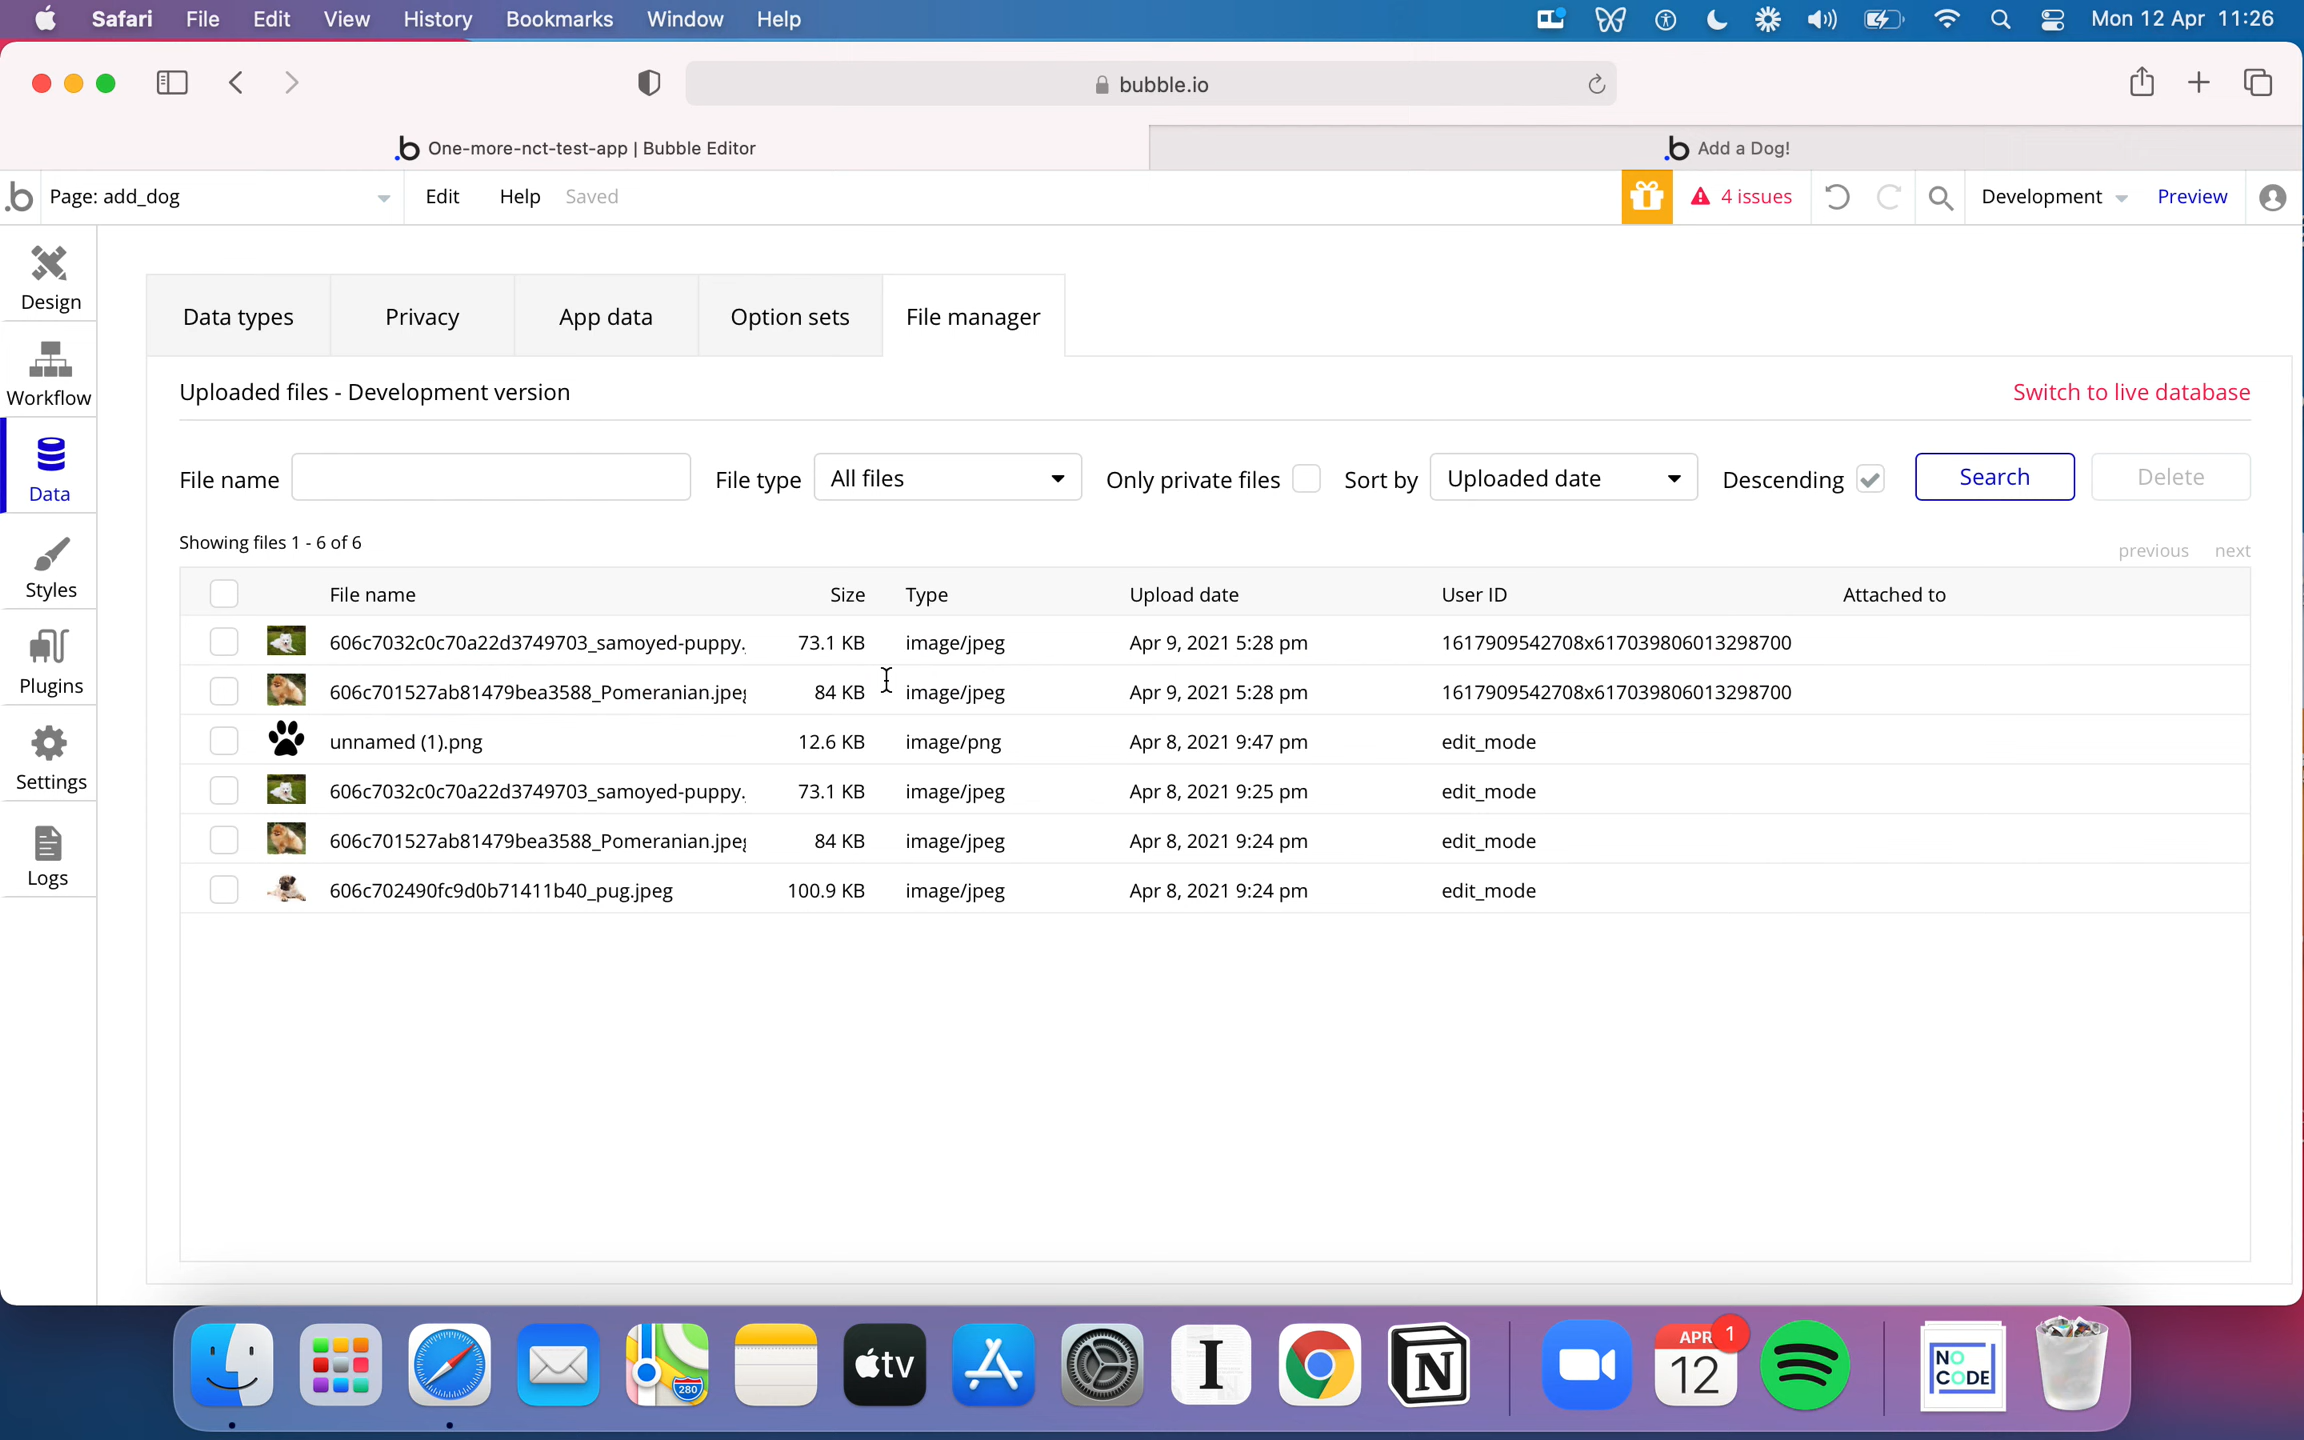 Safari File Edit View History Bookmarks Window Help Mon 12 Apr 11:26
bubble.io
.b One-more-nct-test-app | Bubble Editor .b Add a Dog!
.b Page: add_dog Edit Help Saved 4 issues Development Preview
Design
Workflow
Data
Styles
Plugins
Settings
Logs
Data types Privacy App data Option sets File manager
Uploaded files - Development version Switch to live database
File name File type All files Only private files Sort by Uploaded date Descending Search Delete
Showing files 1 - 6 of 6 previous next
File name Size Type Upload date User ID Attached to
606c7032c0c70a22d3749703_samoyed-puppy. 73.1 KB image/jpeg Apr 9, 2021 5:28 pm 1617909542708x617039806013298700
606c701527ab81479bea3588_Pomeranian.jpeg 84 KB image/jpeg Apr 9, 2021 5:28 pm 1617909542708x617039806013298700
unnamed (1).png 12.6 KB image/png Apr 8, 2021 9:47 pm edit_mode
606c7032c0c70a22d3749703_samoyed-puppy. 73.1 KB image/jpeg Apr 8, 2021 9:25 pm edit_mode
606c701527ab81479bea3588_Pomeranian.jpeg 84 KB image/jpeg Apr 8, 2021 9:24 pm edit_mode
606c702490fc9d0b71411b40_pug.jpeg 100.9 KB image/jpeg Apr 8, 2021 9:24 pm edit_mode
280 tv I N APR 1 12 NO CODE